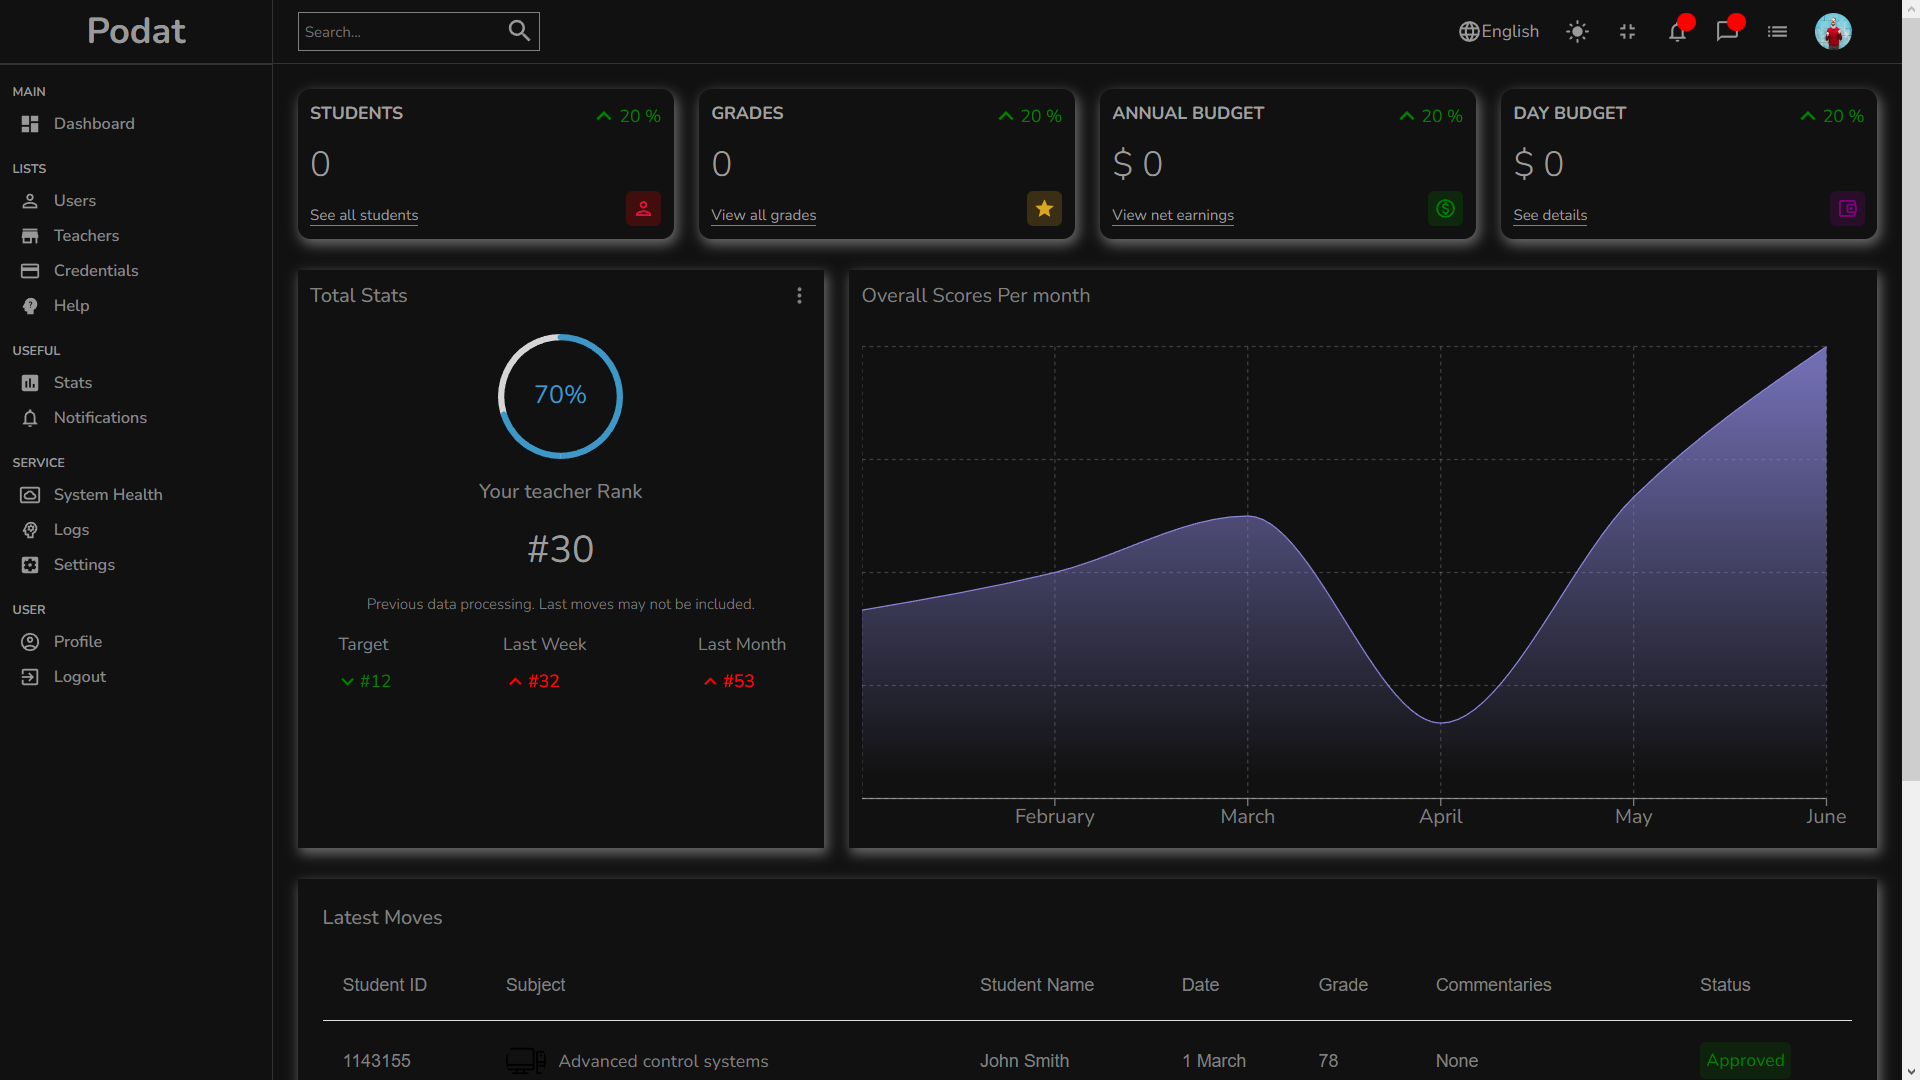 Podat
Search...
English
MAIN
Dashboard
LISTS
Users
Teachers
Credentials
Help
USEFUL
Stats
Notifications
SERVICE
System Health
Logs
Settings
USER
Profile
Logout
STUDENTS 20 %
0
See all students
GRADES 20 %
0
View all grades
ANNUAL BUDGET 20 %
$ 0
View net earnings
DAY BUDGET 20 %
$ 0
See details
Total Stats
70%
Your teacher Rank
#30
Previous data processing. Last moves may not be included.
Target Last Week Last Month
#12 #32 #53
Overall Scores Per month
February March April May June
Latest Moves
Student ID Subject Student Name Date Grade Commentaries Status
1143155 Advanced control systems John Smith 1 March 78 None Approved